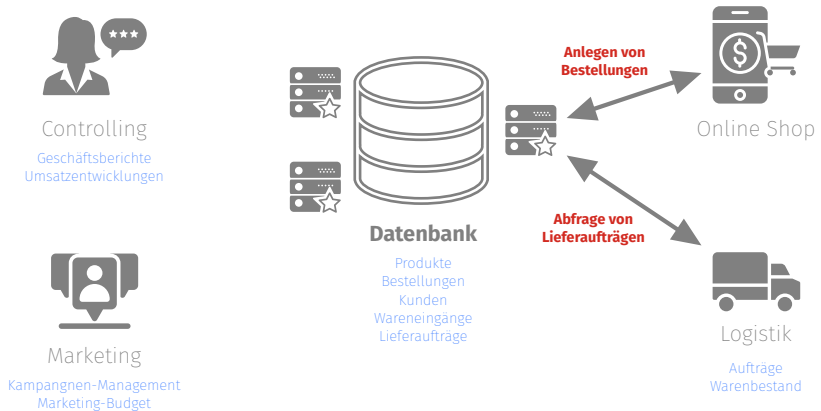 Controlling
Geschäftsberichte
Umsatzentwicklungen
Marketing
Kampangnen-Management
Marketing-Budget
Datenbank
Produkte
Bestellungen
Kunden
Wareneingänge
Lieferaufträge
Anlegen von
Bestellungen
Abfrage von
Lieferaufträgen
$
Online Shop
Logistik
Aufträge
Warenbestand